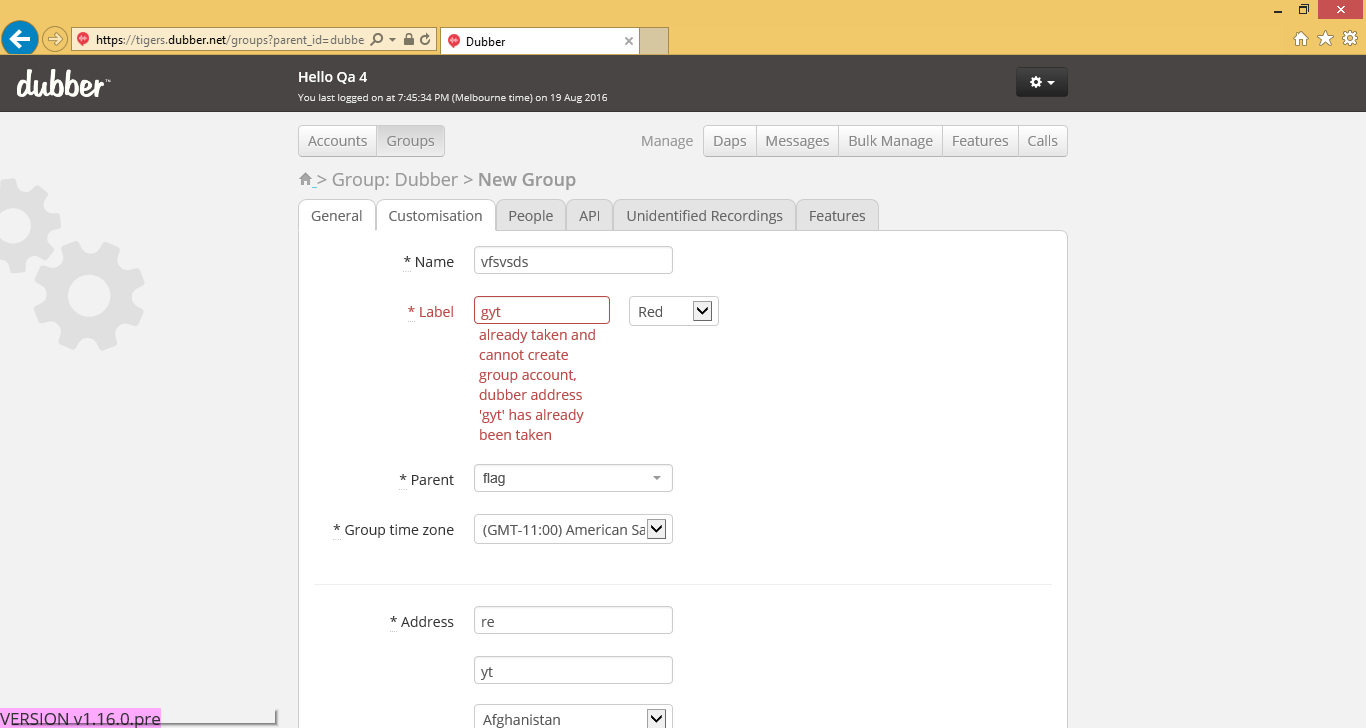 https://tigers.dubber.net/groups?parent_id=dubbe
Dubber
dubber™
Hello Qa 4
You last logged on at 7:45:34 PM (Melbourne time) on 19 Aug 2016
Accounts Groups Manage Daps Messages Bulk Manage Features Calls
> Group: Dubber > New Group
General Customisation People API Unidentified Recordings Features
* Name vfsvsds
* Label gyt Red
already taken and
cannot create
group account,
dubber address
'gyt' has already
been taken
* Parent flag
* Group time zone (GMT-11:00) American Sa
* Address re
yt
Afghanistan
VERSION v1.16.0.pre